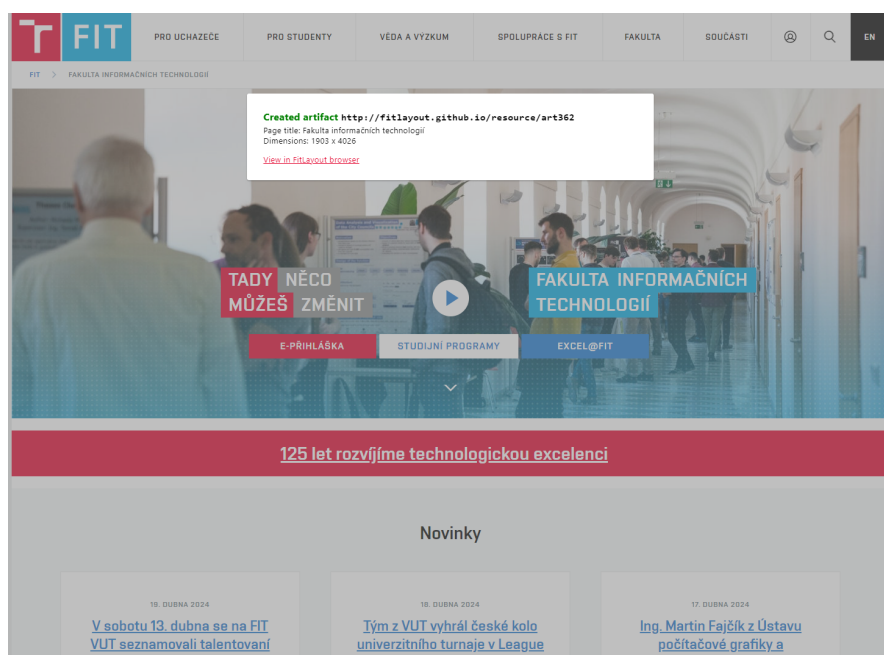 FIT
PRO UCHAZEČE
PRO STUDENTY
VĚDA A VÝZKUM
SPOLUPRÁCE S FIT
FAKULTA
SOUČÁSTI
EN
FIT > FAKULTA INFORMAČNÍCH TECHNOLOGIÍ
Created artifact http://fitlayout.github.io/resource/art362
Page title: Fakulta informačních technologií
Dimensions: 1903 x 4026
View in FitLayout browser
TADY NĚCO
MŮŽEŠ ZMĚNIT
FAKULTA INFORMAČNÍCH
TECHNOLOGIÍ
E-PŘIHLÁŠKA
STUDIJNÍ PROGRAMY
EXCEL@FIT
125 let rozvíjíme technologickou excelenci
Novinky
19. DUBNA 2024
V sobotu 13. dubna se na FIT
VUT seznamovali talentovaní
18. DUBNA 2024
Tým z VUT vyhrál české kolo
univerzitního turnaje v League
17. DUBNA 2024
Ing. Martin Fajčík z Ústavu
počítačové grafiky a